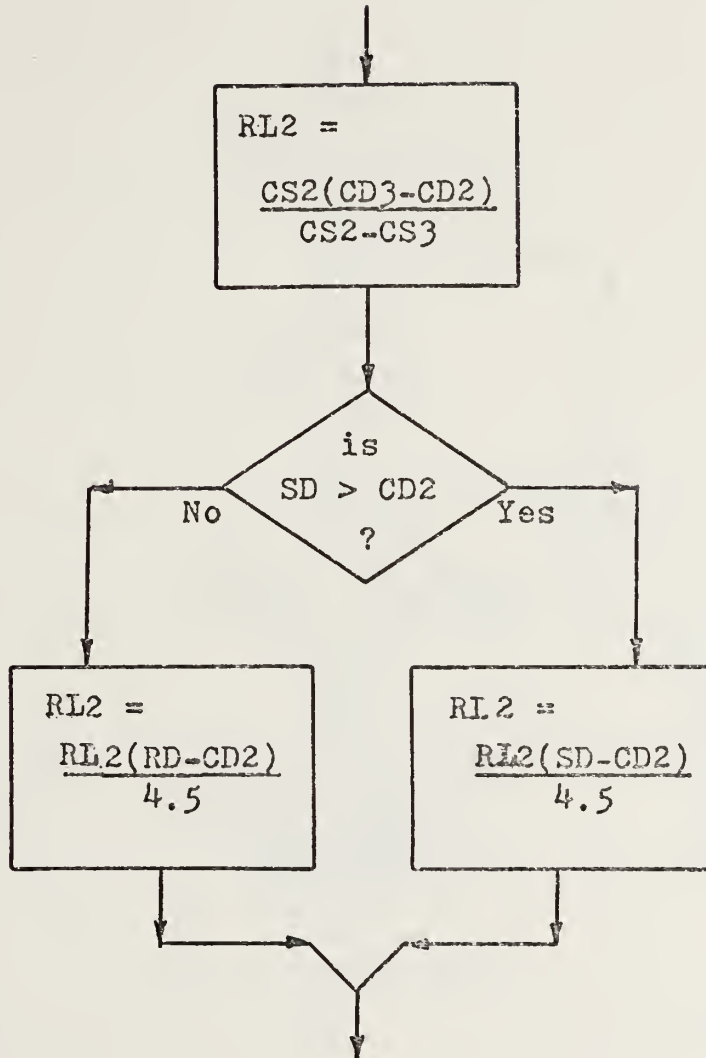 RL2 =
CS2(CD3-CD2)
CS2-CS3
is
SD > CD2
?
No
Yes
RL2 =
RL2(RD-CD2)
4.5
RL2 =
RL2(SD-CD2)
4.5